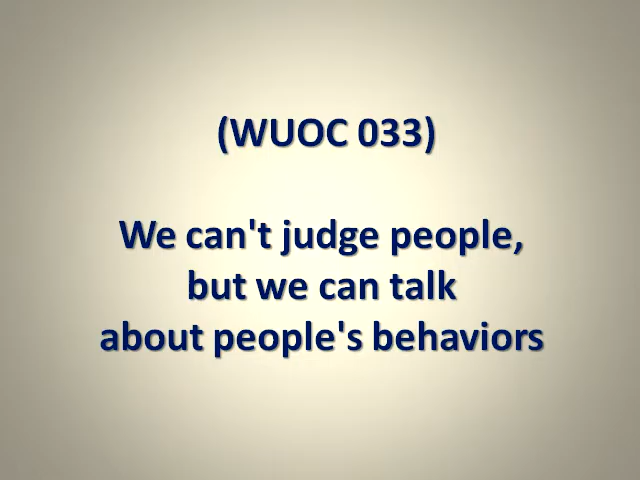 (WUOC 033)
We can't judge people,
but we can talk
about people's behaviors